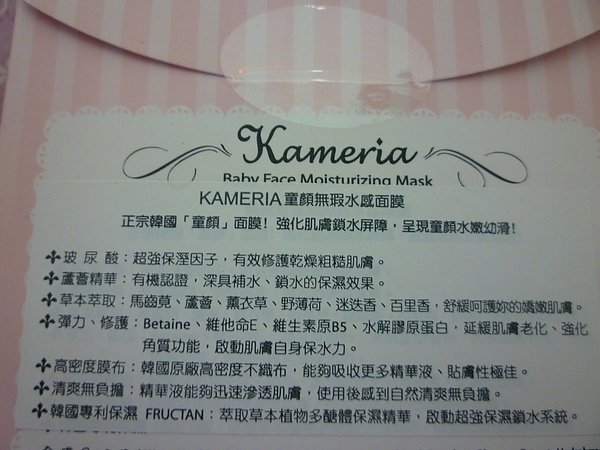 Kameria
Baby Face Moisturizing Mask
KAMERIA童顏無瑕水感面膜
正宗韓國「童顏」面膜!強化肌膚鎖水屏障,呈現童顏水嫩幼滑!
玻尿酸:超強保溼因子,有效修護乾燥粗糙肌膚。
蘆薈精華:有機認證,深具補水、鎖水的保濕效果。
草本萃取:馬齒莧、蘆薈、薰衣草、野薄荷、迷迭香、百里香,舒緩呵護妳的嬌嫩肌膚。
彈力、修護:Betaine、維他命E、維生素原B5、水解膠原蛋白,延緩肌膚老化、強化
角質功能,啟動肌膚自身保水力。
高密度膜布:韓國原廠高密度不織布,能夠吸收更多精華液、貼膚性極佳。
清爽無負擔:精華液能夠迅速滲透肌膚,使用後感到自然清爽無負擔。
韓國專利保濕 FRUCTAN:萃取草本植物多醣體保濕精華,啟動超強保濕鎖水系統。